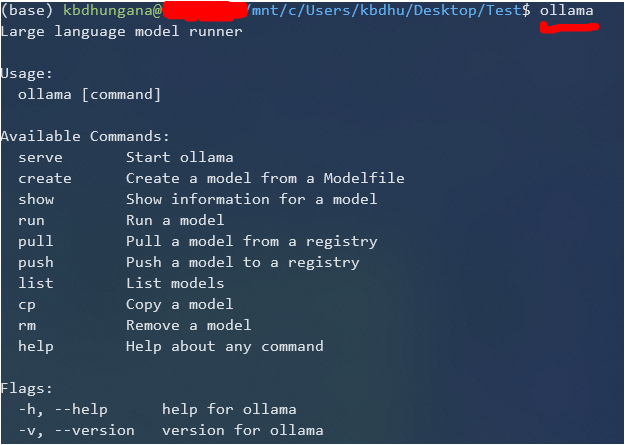 (base) kbdhungana@ /mnt/c/Users/kbdhu/Desktop/Test$ ollama
Large language model runner

Usage:
  ollama [command]

Available Commands:
  serve       Start ollama
  create      Create a model from a Modelfile
  show        Show information for a model
  run         Run a model
  pull        Pull a model from a registry
  push        Push a model to a registry
  list        List models
  cp          Copy a model
  rm          Remove a model
  help        Help about any command

Flags:
  -h, --help      help for ollama
  -v, --version   version for ollama